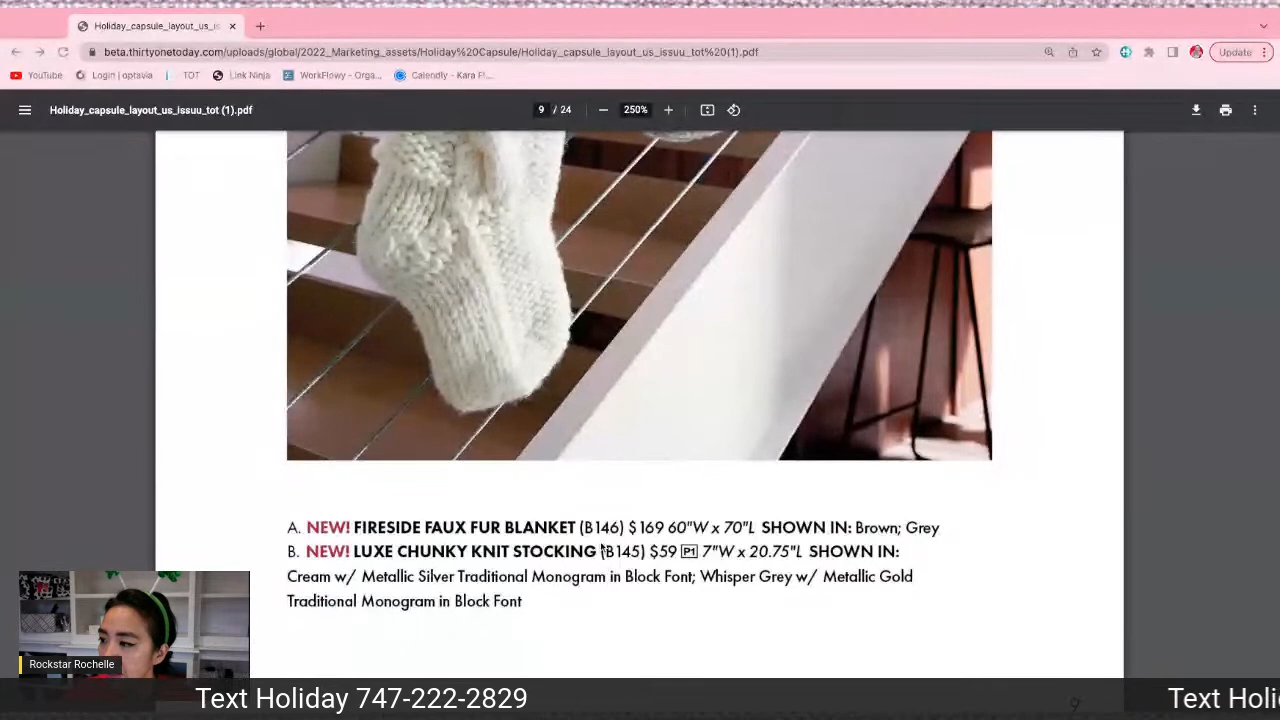 Holiday_capsule_layout_us_is
beta.thirtyonetoday.com/uploads/global/2022_Marketing_assets/Holiday%20Capsule/Holiday_capsule_layout_us_issuu_tot%20(1).pdf
Update
YouTube
Login | optavia
TOT
Link Ninja
WorkFlowy - Orga...
Calendly - Kara Fl...
Holiday_capsule_layout_us_issuu_tot (1).pdf
9 / 24
250%
A. NEW! FIRESIDE FAUX FUR BLANKET (B146) $169 60"W x 70"L SHOWN IN: Brown; Grey
B. NEW! LUXE CHUNKY KNIT STOCKING (B145) $59 P1 7"W x 20.75"L SHOWN IN:
Cream w/ Metallic Silver Traditional Monogram in Block Font; Whisper Grey w/ Metallic Gold
Traditional Monogram in Block Font
9
Rockstar Rochelle
Text Holiday 747-222-2829
Text Holi